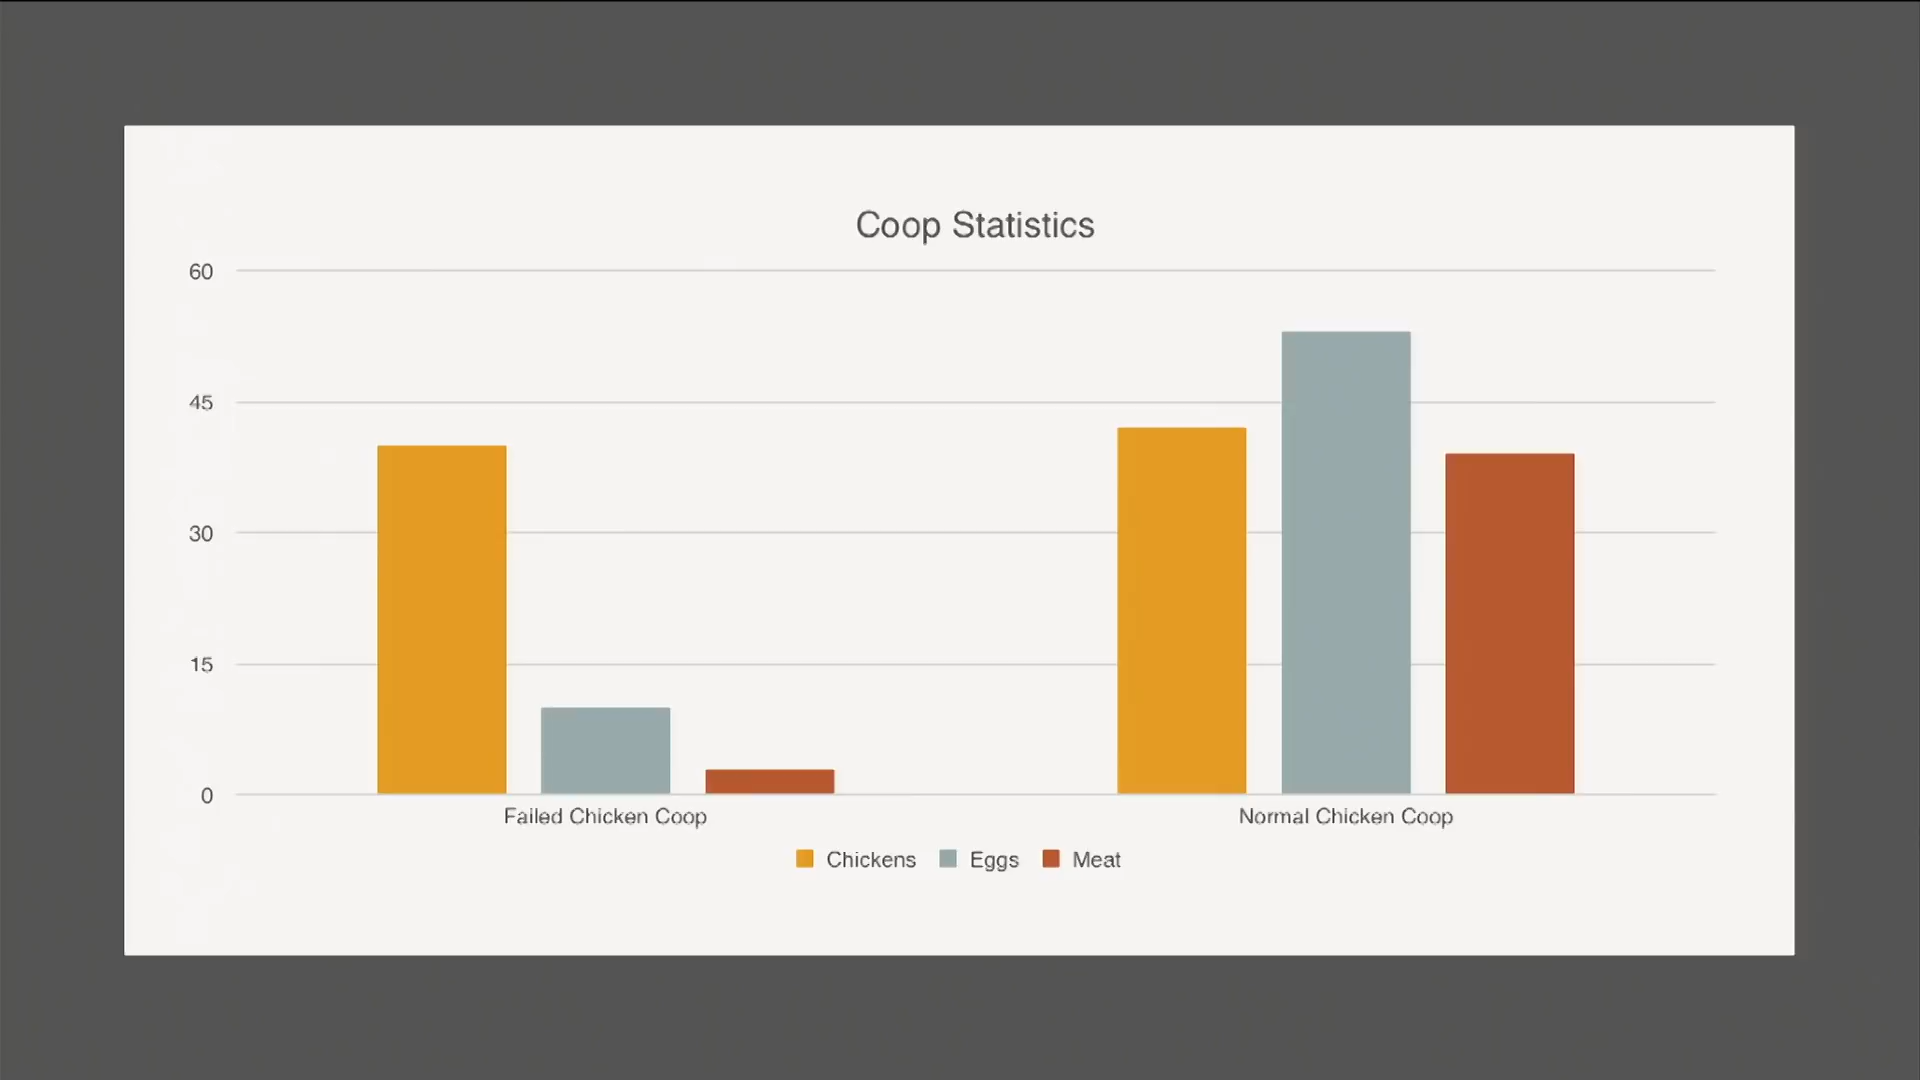 Coop Statistics
60
45
30
15
0
Failed Chicken Coop
Normal Chicken Coop
Chickens
Eggs
Meat